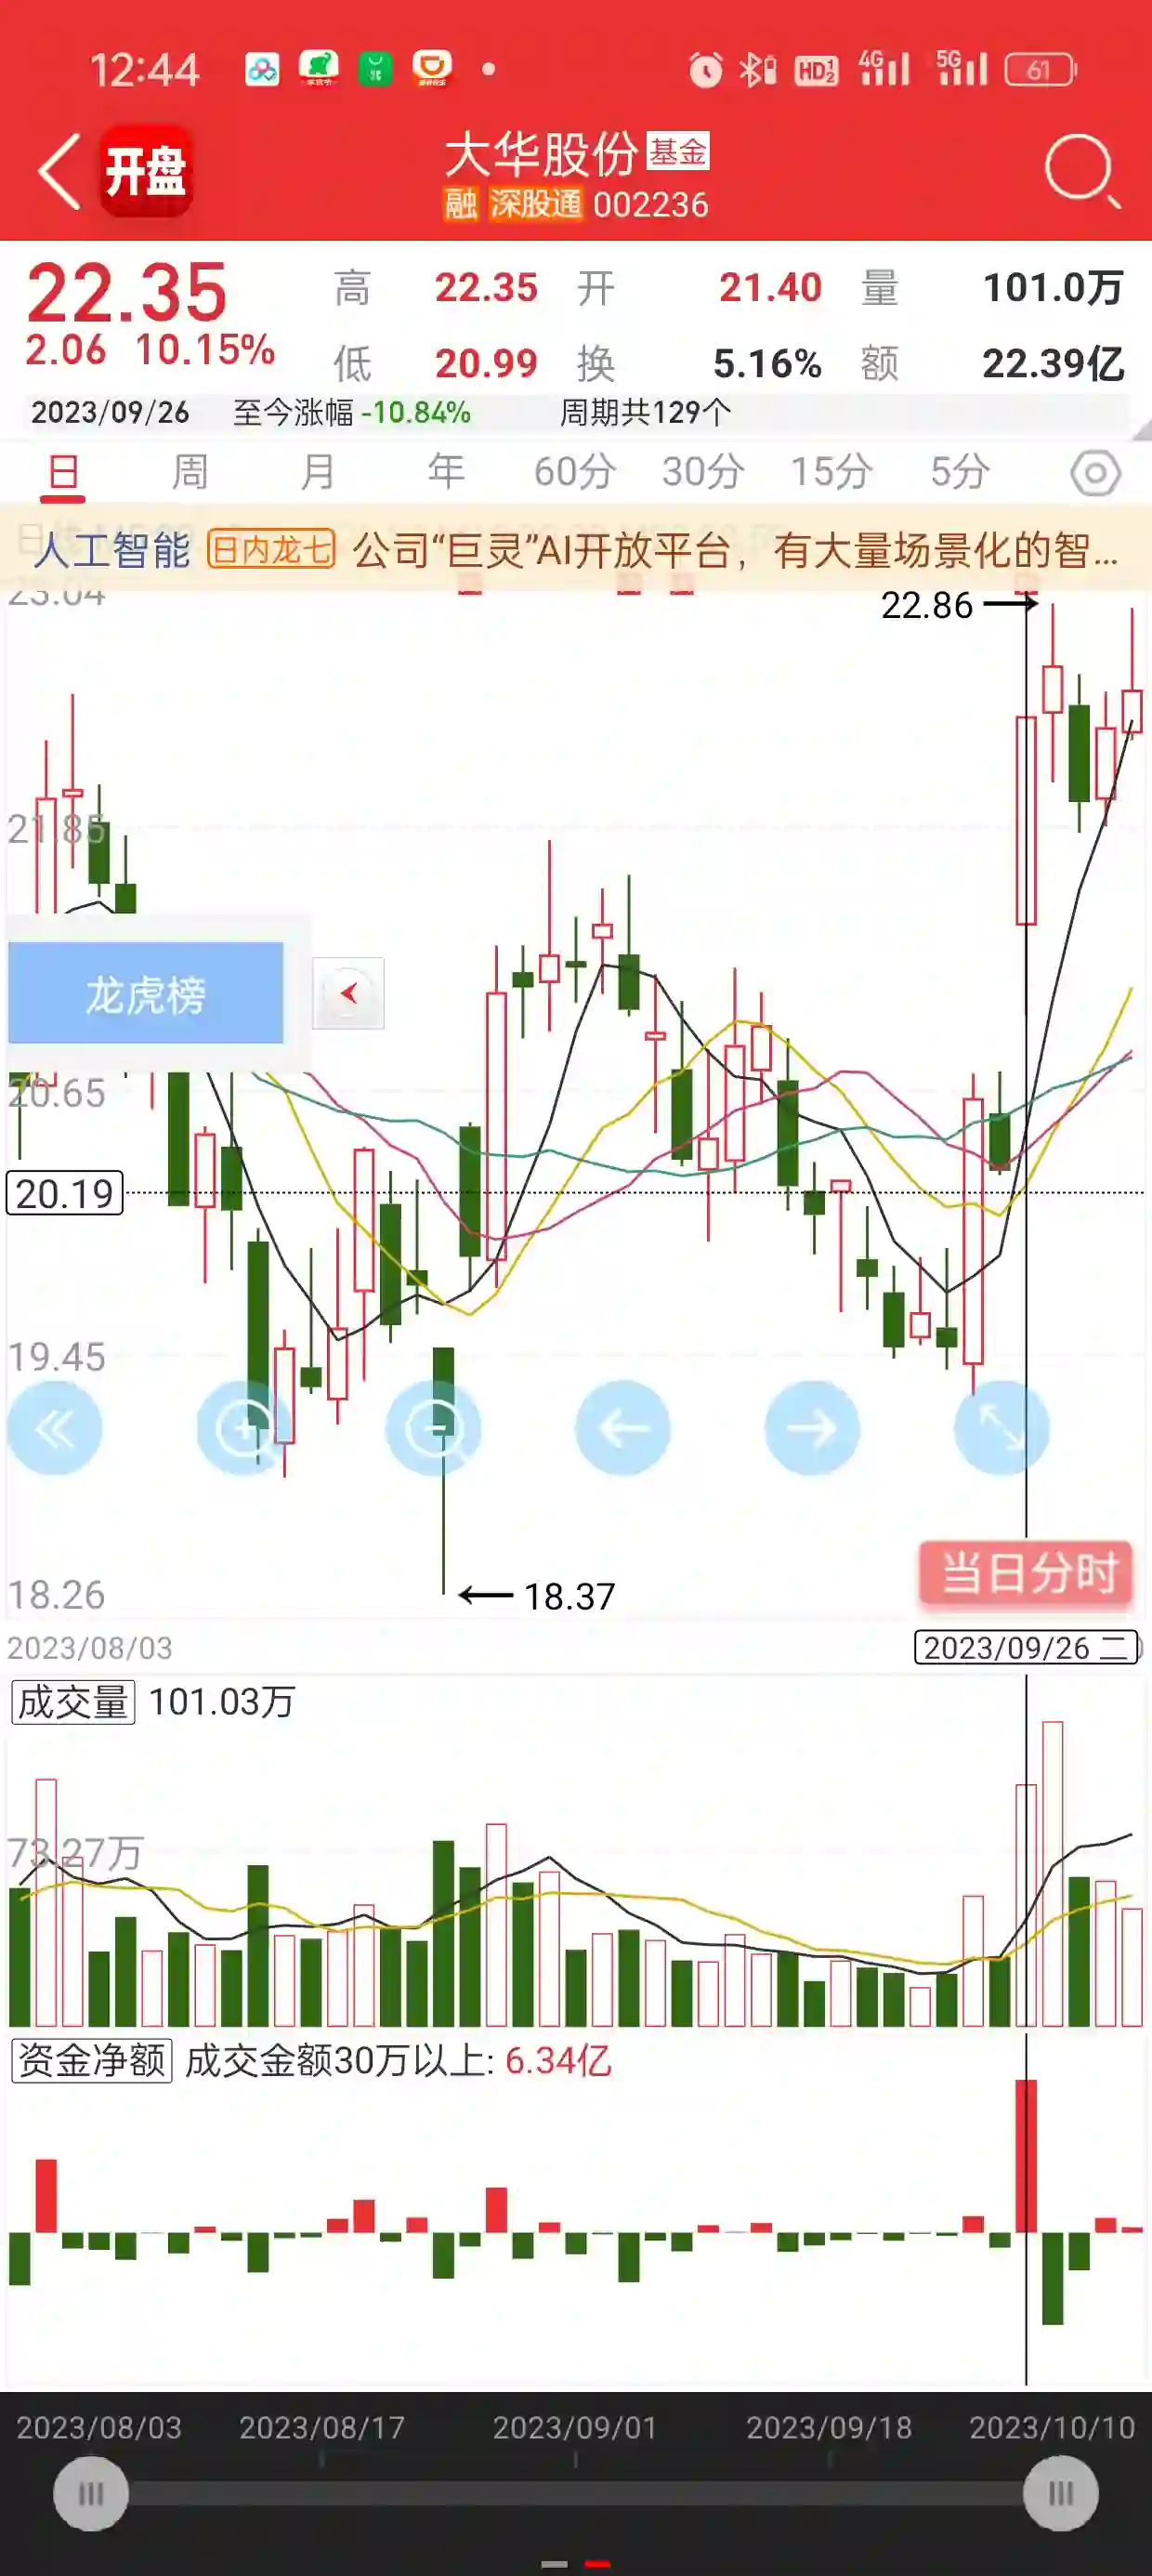 12:44
HD 1 2 4G 5G 61
开盘 大华股份 基金
融 深股通 002236
22.35 高 22.35 开 21.40 量 101.0万
2.06 10.15% 低 20.99 换 5.16% 额 22.39亿
2023/09/26 至今涨幅 -10.84% 周期共129个
日 周 月 年 60分 30分 15分 5分
人工智能 日内龙七 公司“巨灵”AI开放平台，有大量场景化的智...
23.04
22.86
21.85
龙虎榜
20.65
20.19
19.45
18.26
18.37
当日分时
2023/08/03 2023/09/26 二
成交量 101.03万
73.27万
资金净额 成交金额30万以上: 6.34亿
2023/08/03 2023/08/17 2023/09/01 2023/09/18 2023/10/10